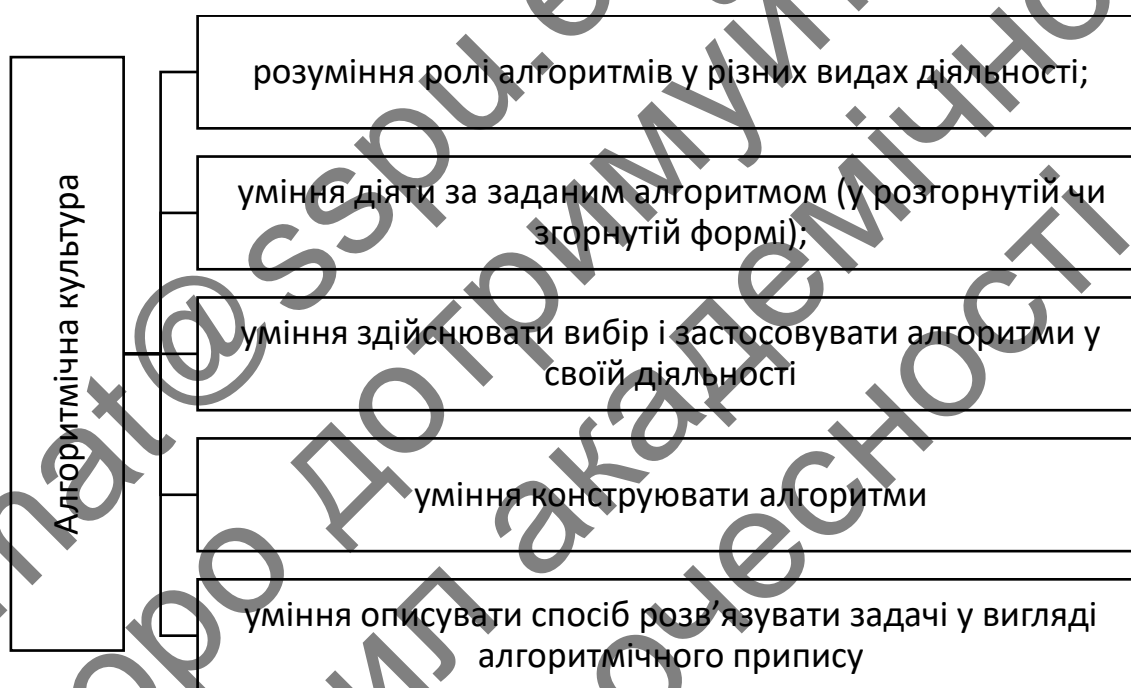 Алгоритмічна культура
розуміння ролі алгоритмів у різних видах діяльності;
уміння діяти за заданим алгоритмом (у розгорнутій чи
згорнутій формі);
уміння здійснювати вибір і застосовувати алгоритми у
своїй діяльності
уміння конструювати алгоритми
уміння описувати спосіб розв’язувати задачі у вигляді
алгоритмічного припису